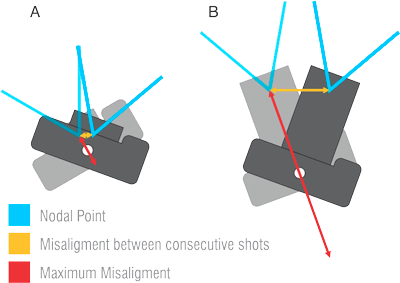 A
B
Nodal Point
Misaligment between consecutive shots
Maximum Misaligment